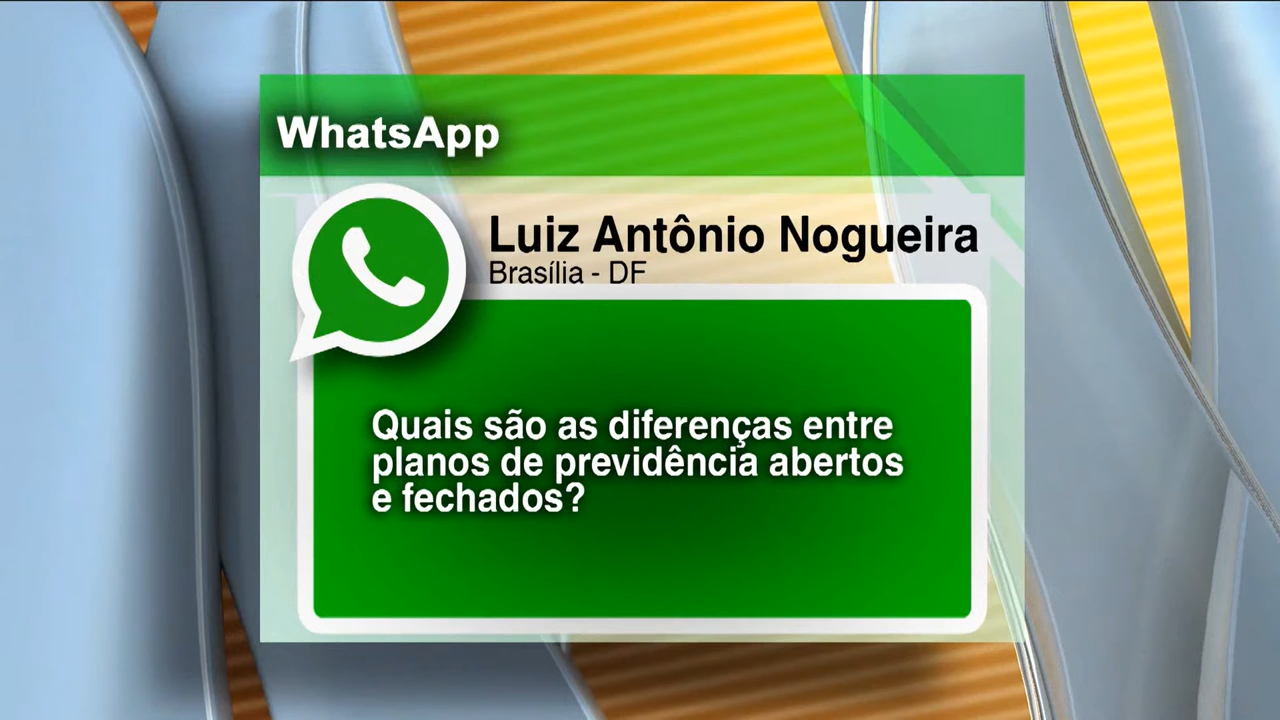 WhatsApp
Luiz Antônio Nogueira
Brasília - DF
Quais são as diferenças entre
planos de previdência abertos
e fechados?